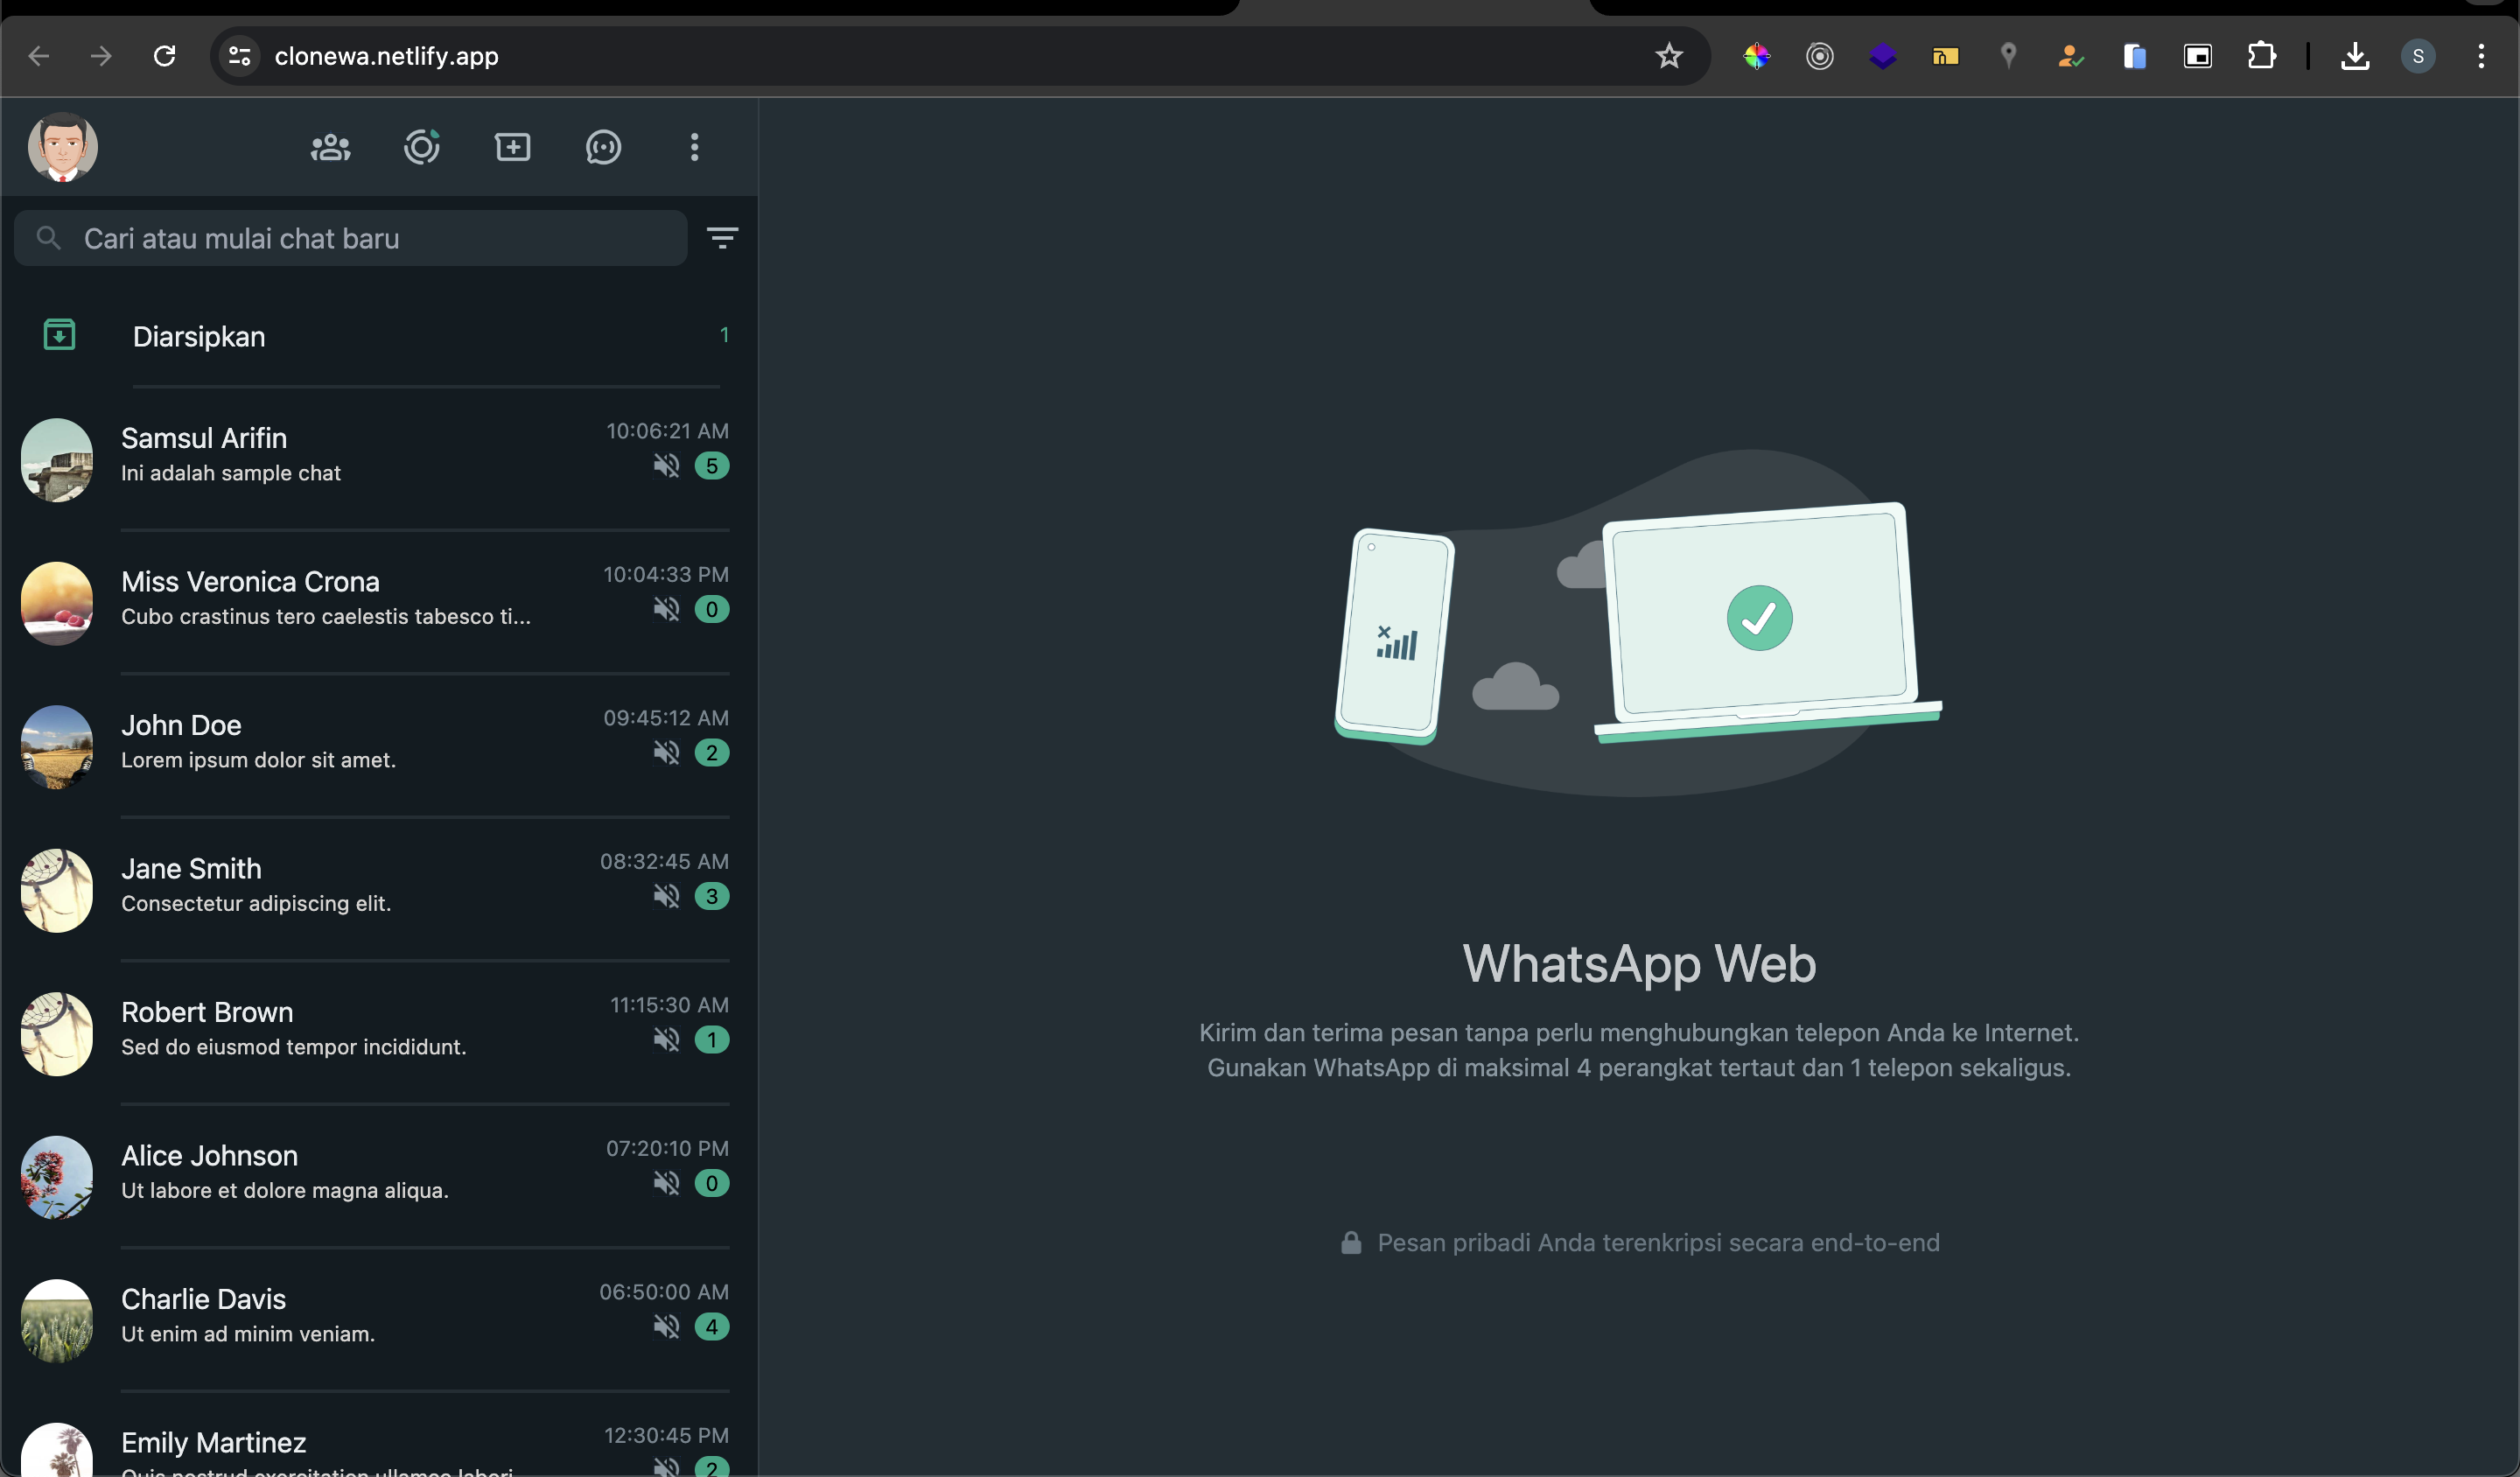 clonewa.netlify.app
S
Cari atau mulai chat baru
Diarsipkan
1
Samsul Arifin
10:06:21 AM
Ini adalah sample chat
5
Miss Veronica Crona
10:04:33 PM
Cubo crastinus tero caelestis tabesco ti...
0
John Doe
09:45:12 AM
Lorem ipsum dolor sit amet.
2
Jane Smith
08:32:45 AM
Consectetur adipiscing elit.
3
Robert Brown
11:15:30 AM
Sed do eiusmod tempor incididunt.
1
Alice Johnson
07:20:10 PM
Ut labore et dolore magna aliqua.
0
Charlie Davis
06:50:00 AM
Ut enim ad minim veniam.
4
Emily Martinez
12:30:45 PM
Quis nostrud exercitation ullamco labori...
2
WhatsApp Web
Kirim dan terima pesan tanpa perlu menghubungkan telepon Anda ke Internet.
Gunakan WhatsApp di maksimal 4 perangkat tertaut dan 1 telepon sekaligus.
Pesan pribadi Anda terenkripsi secara end-to-end